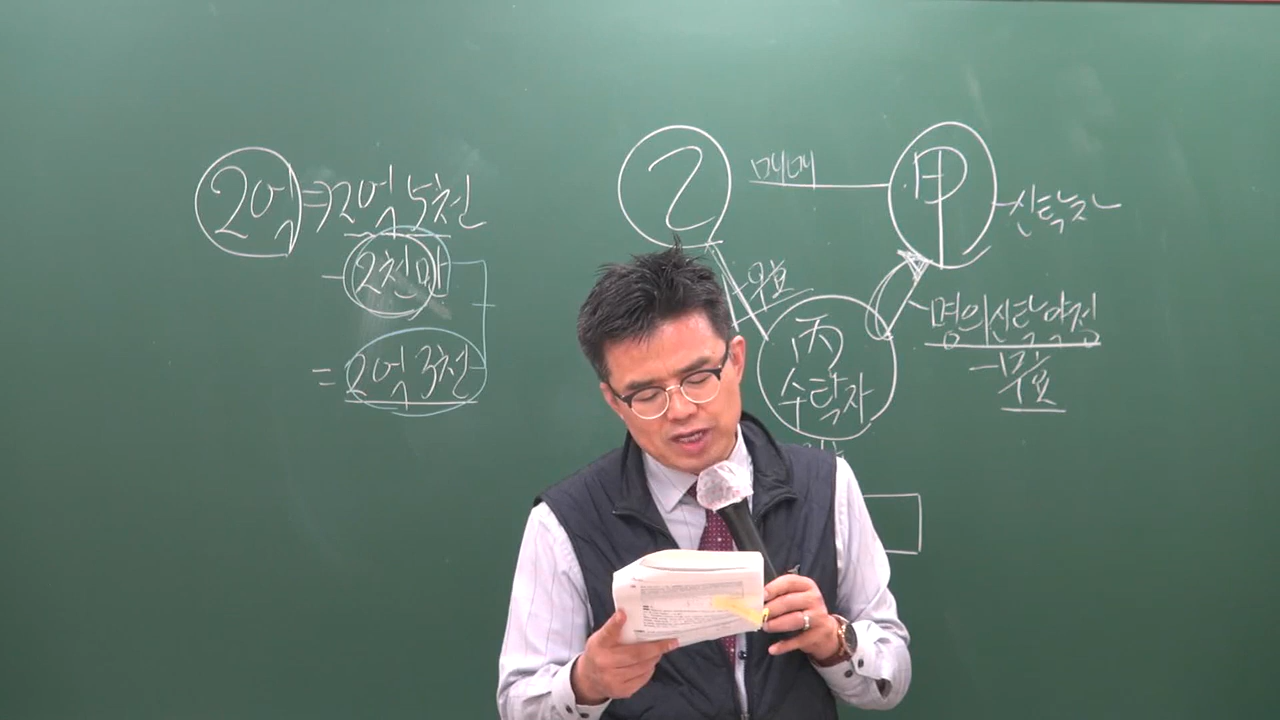 2억 ⇒ 2억 5천
- 2천만
= 2억 3천
乙
매매
甲
신탁자
무효
丙
수탁자
명의신탁약정
- 무효